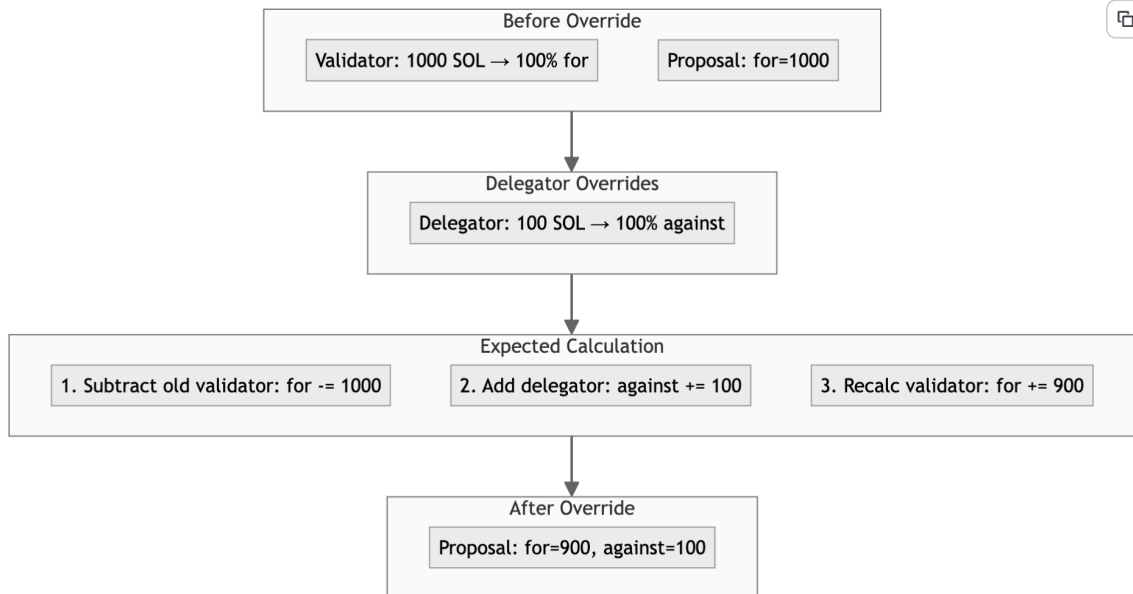 Before Override
Validator: 1000 SOL → 100% for
Proposal: for=1000
Delegator Overrides
Delegator: 100 SOL → 100% against
Expected Calculation
1. Subtract old validator: for -= 1000
2. Add delegator: against += 100
3. Recalc validator: for += 900
After Override
Proposal: for=900, against=100